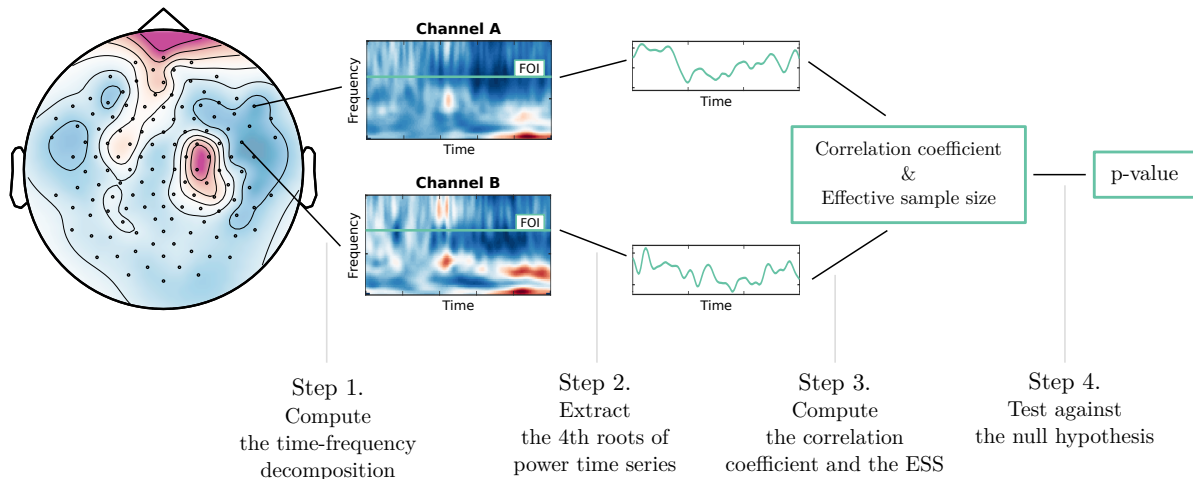 Channel A
Frequency
FOI
Time
Time
Channel B
Frequency
FOI
Time
Time
Correlation coefficient
&
Effective sample size
p-value
Step 1.
Compute
the time-frequency
decomposition
Step 2.
Extract
the 4th roots of
power time series
Step 3.
Compute
the correlation
coefficient and the ESS
Step 4.
Test against
the null hypothesis